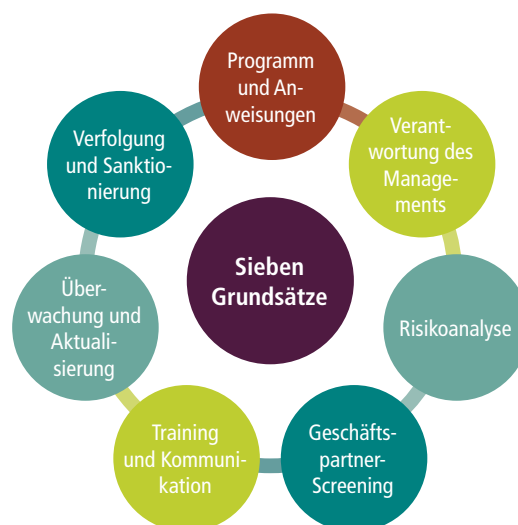 Programm
und An-
weisungen
Verant-
wortung des
Manage-
ments
Risikoanalyse
Geschäfts-
partner-
Screening
Training
und Kommuni-
kation
Über-
wachung und
Aktuali-
sierung
Verfolgung
und Sanktio-
nierung
Sieben
Grundsätze